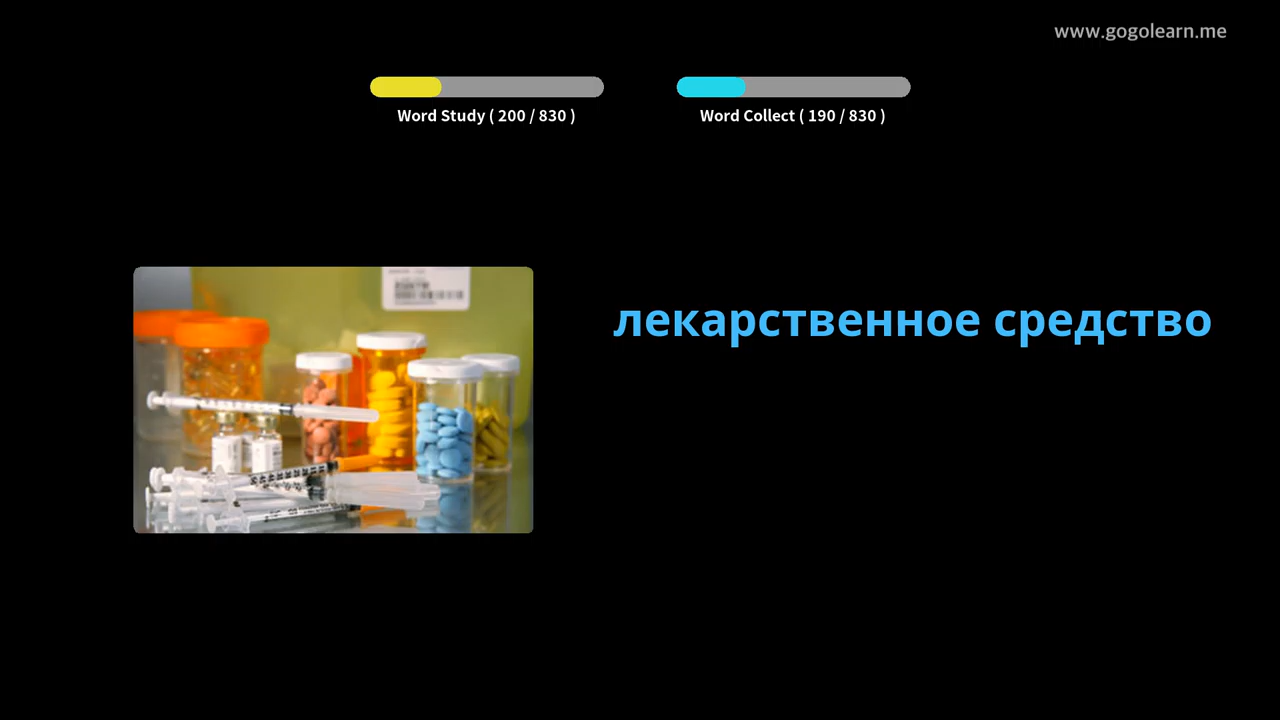 www.gogolearn.me
Word Study ( 200 / 830 )
Word Collect ( 190 / 830 )
лекарственное средство